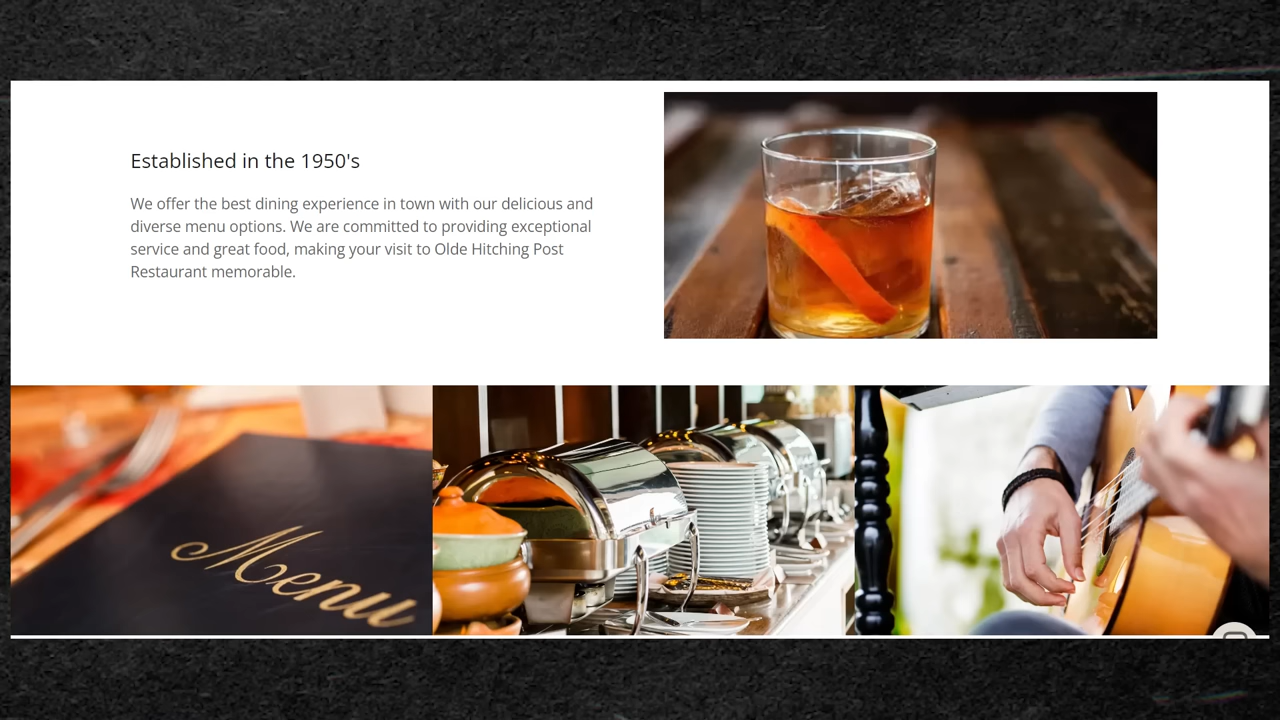 Established in the 1950's
We offer the best dining experience in town with our delicious and
diverse menu options. We are committed to providing exceptional
service and great food, making your visit to Olde Hitching Post
Restaurant memorable.
Menu